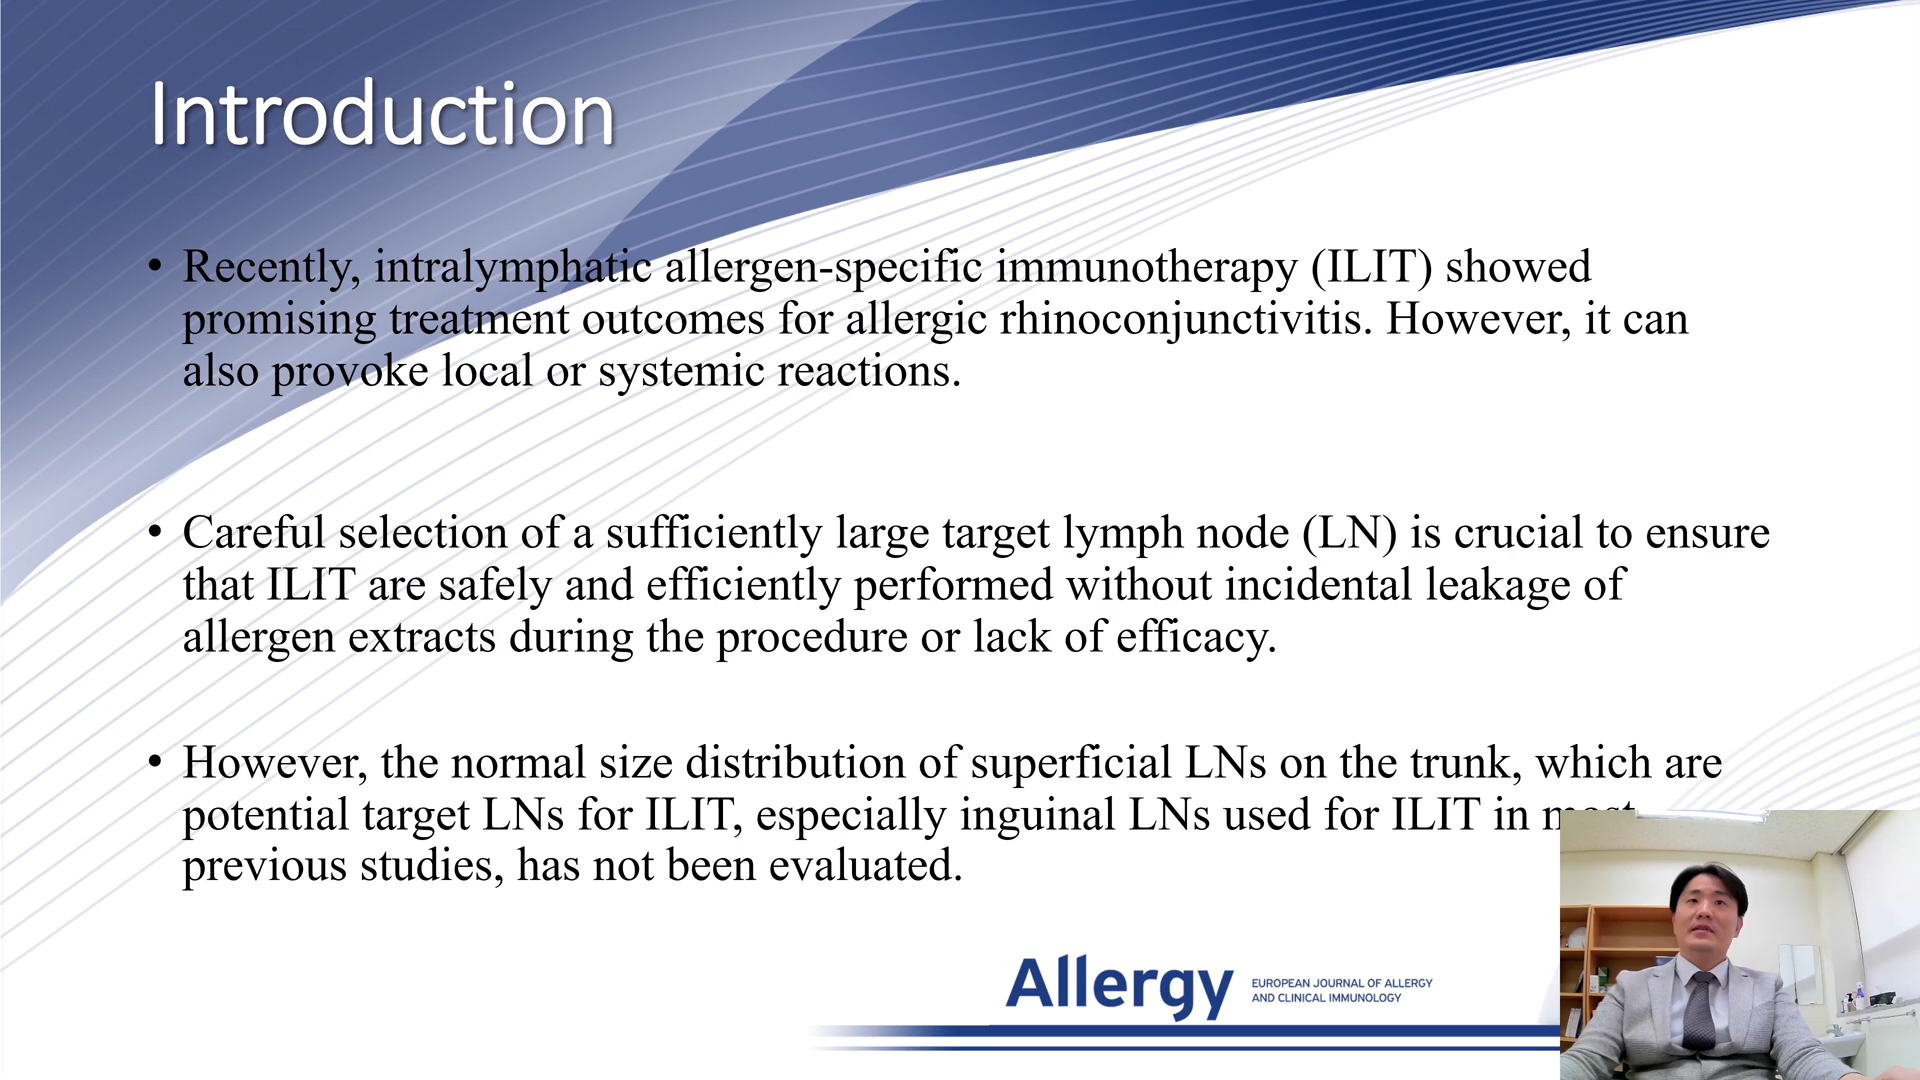 Introduction
• Recently, intralymphatic allergen-specific immunotherapy (ILIT) showed
promising treatment outcomes for allergic rhinoconjunctivitis. However, it can
also provoke local or systemic reactions.
• Careful selection of a sufficiently large target lymph node (LN) is crucial to ensure
that ILIT are safely and efficiently performed without incidental leakage of
allergen extracts during the procedure or lack of efficacy.
• However, the normal size distribution of superficial LNs on the trunk, which are
potential target LNs for ILIT, especially inguinal LNs used for ILIT in most
previous studies, has not been evaluated.
Allergy
EUROPEAN JOURNAL OF ALLERGY
AND CLINICAL IMMUNOLOGY